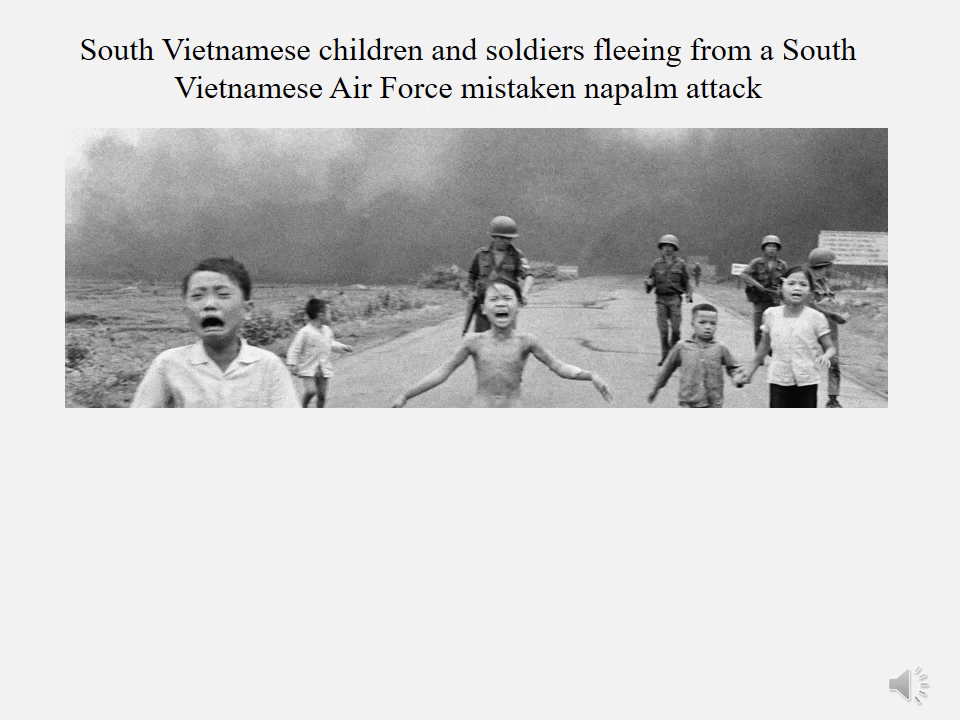 South Vietnamese children and soldiers fleeing from a South
Vietnamese Air Force mistaken napalm attack